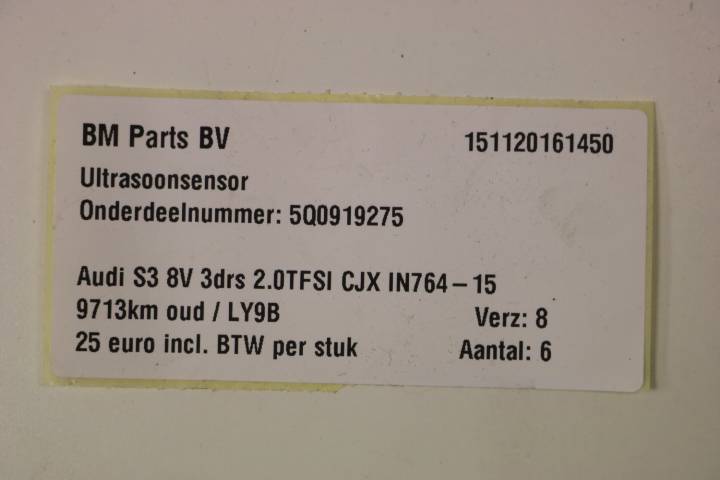 BM Parts BV 151120161450
Ultrasoonsensor
Onderdeelnummer: 5Q0919275
Audi S3 8V 3drs 2.0TFSI CJX IN764-15
9713km oud / LY9B Verz: 8
25 euro incl. BTW per stuk Aantal: 6